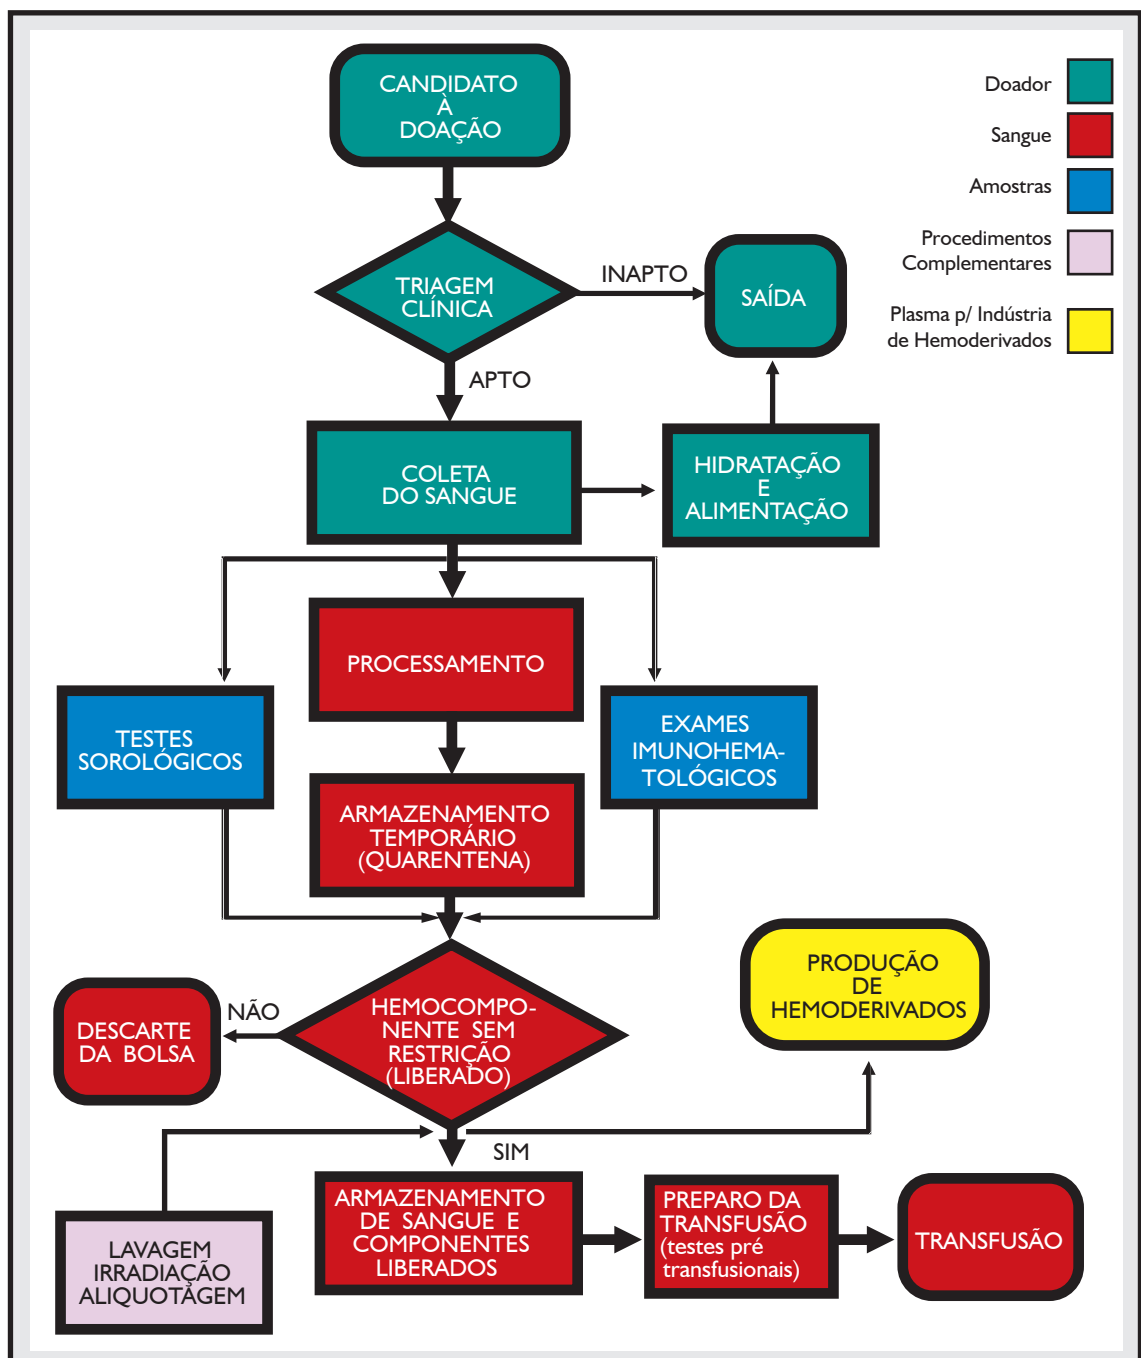 CANDIDATO
À
DOAÇÃO
Doador
Sangue
Amostras
Procedimentos
Complementares
Plasma p/ Indústria
de Hemoderivados
TRIAGEM
CLÍNICA
INAPTO
SAÍDA
APTO
COLETA
DO SANGUE
HIDRATAÇÃO
E
ALIMENTAÇÃO
PROCESSAMENTO
TESTES
SOROLÓGICOS
EXAMES
IMUNOHEMA-
TOLÓGICOS
ARMAZENAMENTO
TEMPORÁRIO
(QUARENTENA)
HEMOCOMPO-
NENTE SEM
RESTRIÇÃO
(LIBERADO)
NÃO
DESCARTE
DA BOLSA
PRODUÇÃO
DE
HEMODERIVADOS
SIM
LAVAGEM
IRRADIAÇÃO
ALIQUOTAGEM
ARMAZENAMENTO
DE SANGUE E
COMPONENTES
LIBERADOS
PREPARO DA
TRANSFUSÃO
(testes pré
transfusionais)
TRANSFUSÃO